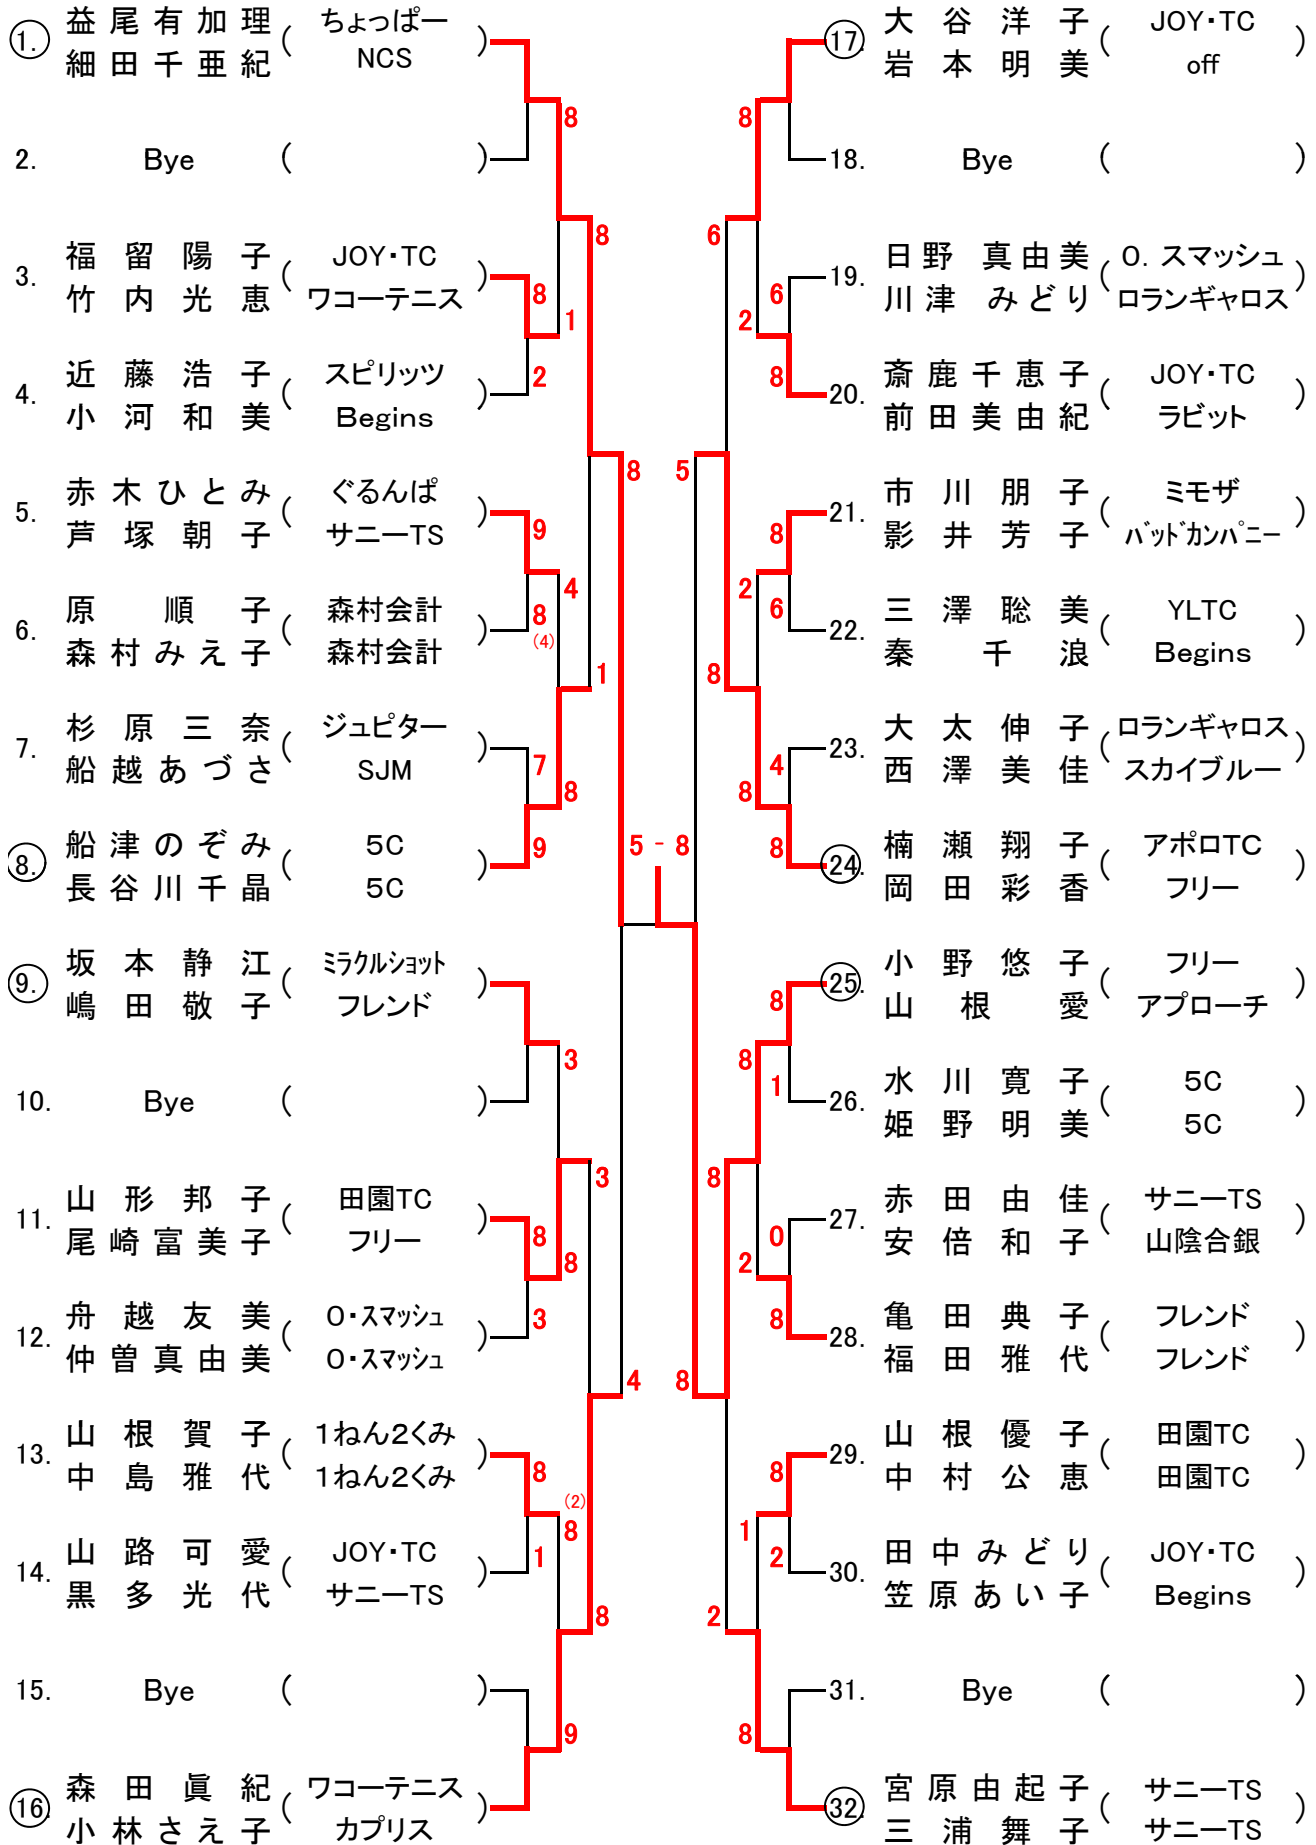 1. 益尾有加理 細田千亜紀 ( ちょっぱー NCS )
2. Bye ( )
3. 福留陽子 竹内光恵 ( JOY・TC ワコーテニス )
4. 近藤浩子 小河和美 ( スピリッツ Begins )
5. 赤木ひとみ 芦塚朝子 ( ぐるんぱ サニーTS )
6. 原順子 森村みえ子 ( 森村会計 森村会計 )
7. 杉原三奈 船越あづさ ( ジュピター SJM )
8. 船津のぞみ 長谷川千晶 ( 5C 5C )
9. 坂本静江 嶋田敬子 ( ミラクルショット フレンド )
10. Bye ( )
11. 山形邦子 尾崎富美子 ( 田園TC フリー )
12. 舟越友美 仲曽真由美 ( O・スマッシュ O・スマッシュ )
13. 山根賀子 中島雅代 ( 1ねん2くみ 1ねん2くみ )
14. 山路可愛 黒多光代 ( JOY・TC サニーTS )
15. Bye ( )
16. 森田眞紀 小林さえ子 ( ワコーテニス カプリス )
8
8
8
1
2
8
9
4
8
(4)
1
7
8
9
3
3
8
8
3
4
8
(2)
8
1
8
9
5 - 8
17. 大谷洋子 岩本明美 ( JOY・TC off )
18. Bye ( )
19. 日野 真由美 川津 みどり ( O. スマッシュ ロランギャロス )
20. 斎鹿千恵子 前田美由紀 ( JOY・TC ラビット )
21. 市川朋子 影井芳子 ( ミモザ バッドカンパニー )
22. 三澤聡美 秦千浪 ( YLTC Begins )
23. 大太伸子 西澤美佳 ( ロランギャロス スカイブルー )
24. 楠瀬翔子 岡田彩香 ( アポロTC フリー )
25. 小野悠子 山根愛 ( フリー アプローチ )
26. 水川寛子 姫野明美 ( 5C 5C )
27. 赤田由佳 安倍和子 ( サニーTS 山陰合銀 )
28. 亀田典子 福田雅代 ( フレンド フレンド )
29. 山根優子 中村公恵 ( 田園TC 田園TC )
30. 田中みどり 笠原あい子 ( JOY・TC Begins )
31. Bye ( )
32. 宮原由起子 三浦舞子 ( サニーTS サニーTS )
8
6
6
2
8
5
8
2
6
8
4
8
8
8
8
1
8
0
2
8
8
8
1
2
2
8